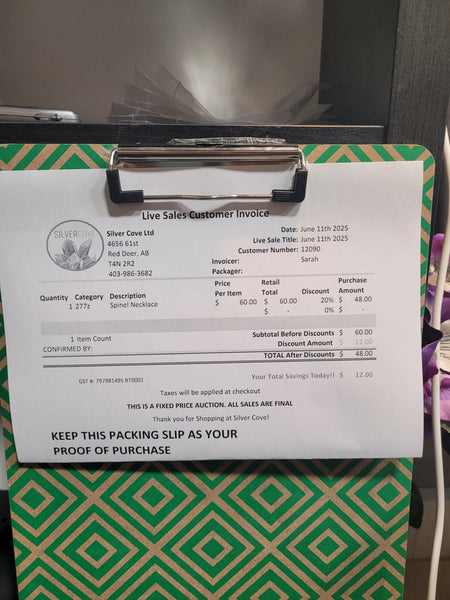 Live Sales Customer Invoice
SILVERCOVE
Silver Cove Ltd
4656 61st
Red Deer, AB
T4N 2R2
403-986-3682
Date: June 11th 2025
Live Sale Title: June 11th 2025
Customer Number: 12090
Invoicer: Sarah
Packager:
Quantity Category Description Price Per Item Retail Total Discount Purchase Amount
1 277z Spinel Necklace $ 60.00 $ 60.00 20% $ 48.00
$ - 0% $ -
1 Item Count Subtotal Before Discounts $ 60.00
CONFIRMED BY: Discount Amount $ 12.00
TOTAL After Discounts $ 48.00
GST #: 797981495 RT0001 Your Total Savings Today!! $ 12.00
Taxes will be applied at checkout
THIS IS A FIXED PRICE AUCTION. ALL SALES ARE FINAL
Thank you for Shopping at Silver Cove!
KEEP THIS PACKING SLIP AS YOUR
PROOF OF PURCHASE